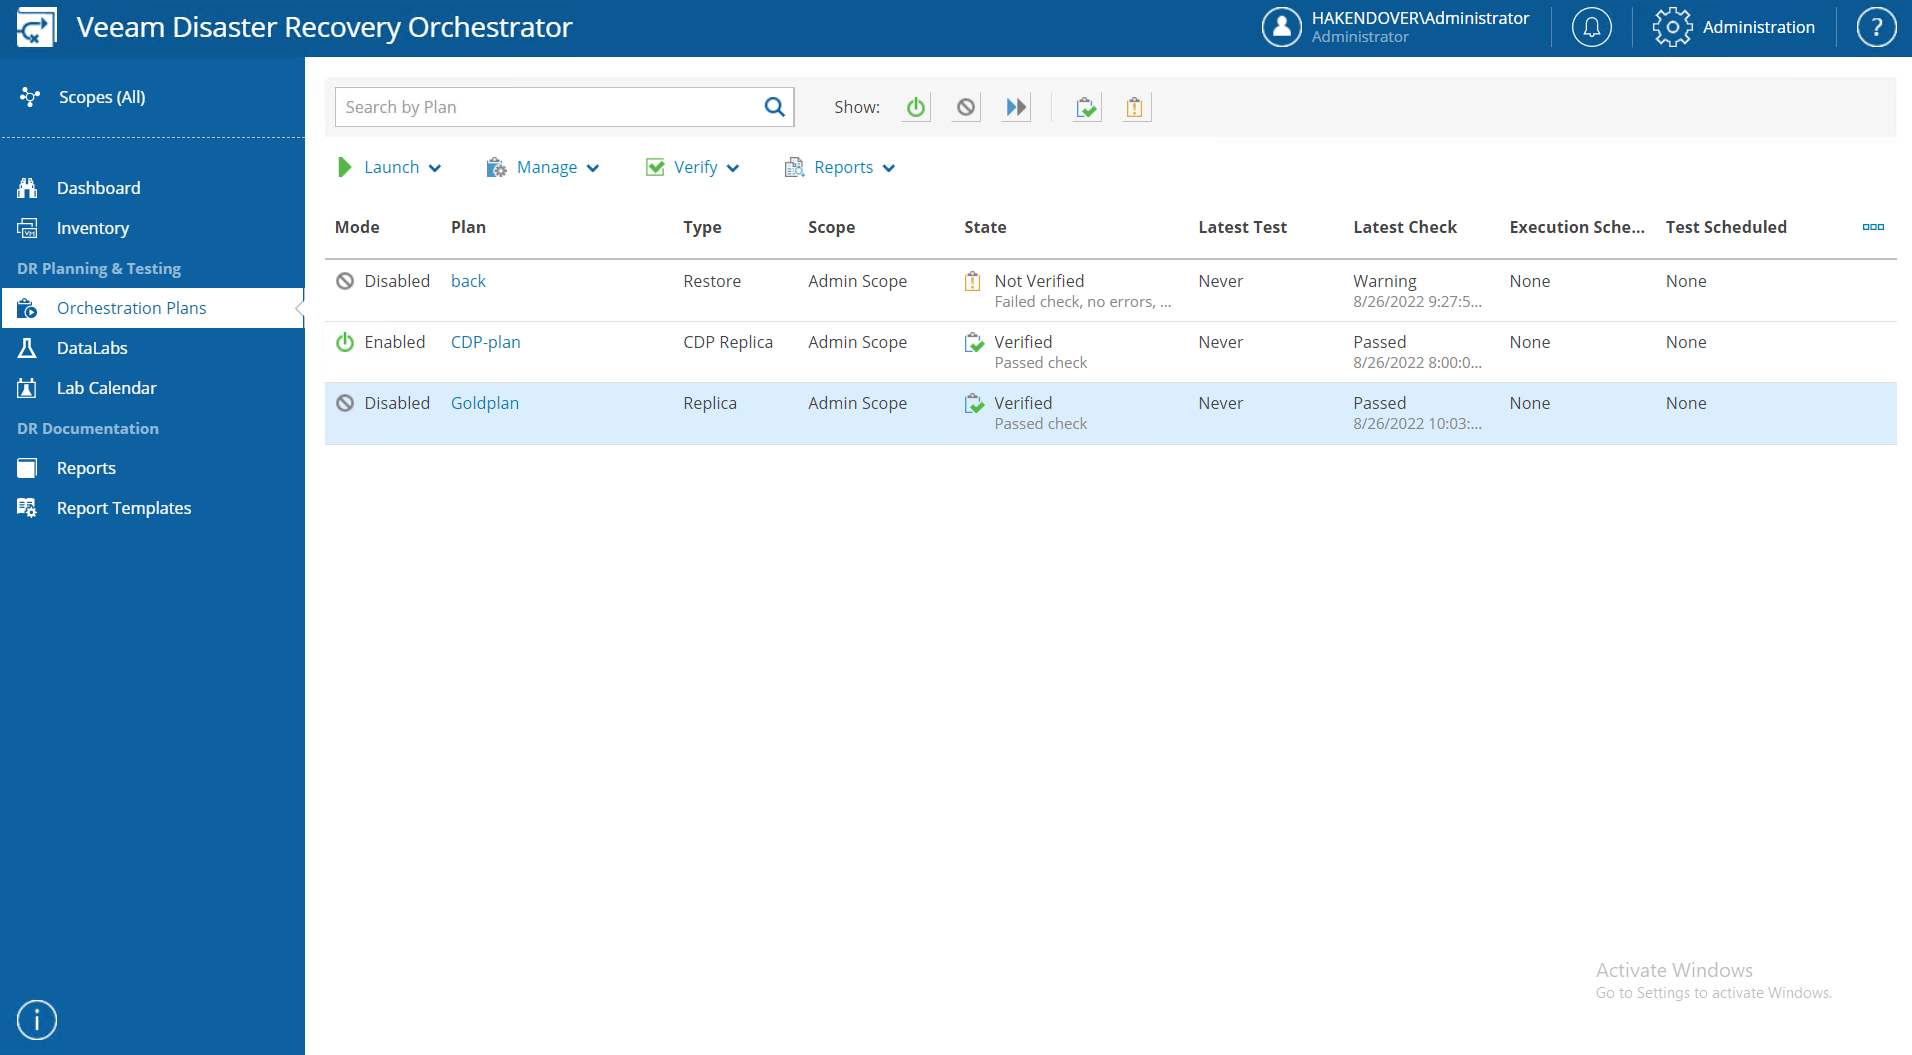 Veeam Disaster Recovery Orchestrator
HAKENDOVER\Administrator
Administrator
Administration
?
Scopes (All)
Dashboard
Inventory
DR Planning & Testing
Orchestration Plans
DataLabs
Lab Calendar
DR Documentation
Reports
Report Templates
i
Search by Plan
Show:
Launch Manage Verify Reports
Mode Plan Type Scope State Latest Test Latest Check Execution Sche... Test Scheduled
Disabled back Restore Admin Scope Not Verified Never Warning None None
Failed check, no errors, ... 8/26/2022 9:27:5...
Enabled CDP-plan CDP Replica Admin Scope Verified Never Passed None None
Passed check 8/26/2022 8:00:0...
Disabled Goldplan Replica Admin Scope Verified Never Passed None None
Passed check 8/26/2022 10:03:...
Activate Windows
Go to Settings to activate Windows.